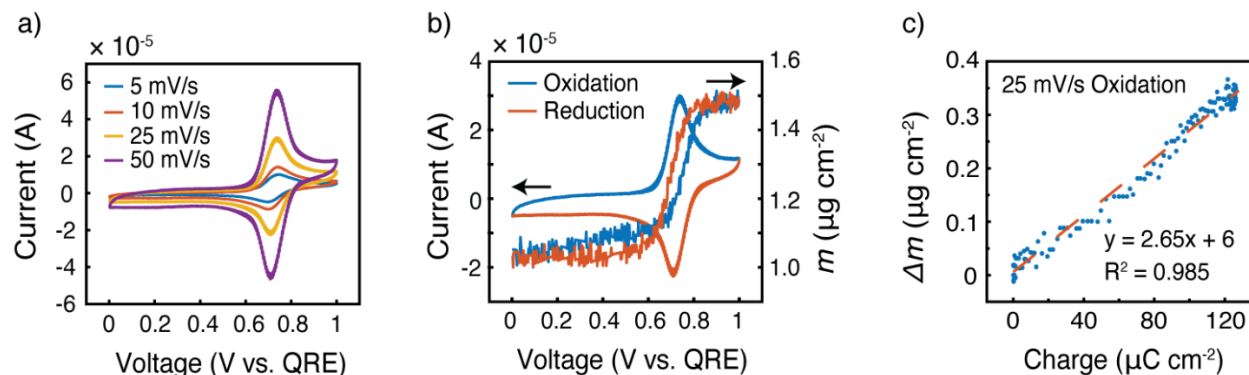 a)
× 10⁻⁵
6
4
2
0
-2
-4
-6
Current (A)
5 mV/s
10 mV/s
25 mV/s
50 mV/s
0 0.2 0.4 0.6 0.8 1
Voltage (V vs. QRE)
b)
× 10⁻⁵
4
2
0
-2
Current (A)
Oxidation
Reduction
1.6
1.4
1.2
1.0
m (µg cm⁻²)
0 0.2 0.4 0.6 0.8 1
Voltage (V vs. QRE)
c)
0.4
0.3
0.2
0.1
0
Δm (µg cm⁻²)
25 mV/s Oxidation
y = 2.65x + 6
R² = 0.985
0 40 80 120
Charge (µC cm⁻²)